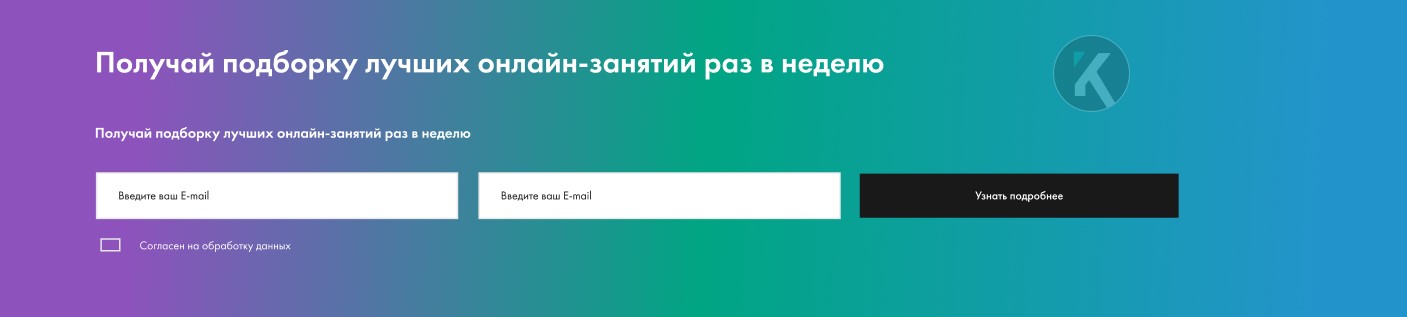 Получай подборку лучших онлайн-занятий раз в неделю
K
Получай подборку лучших онлайн-занятий раз в неделю
Введите ваш E-mail
Введите ваш E-mail
Узнать подробнее
Согласен на обработку данных